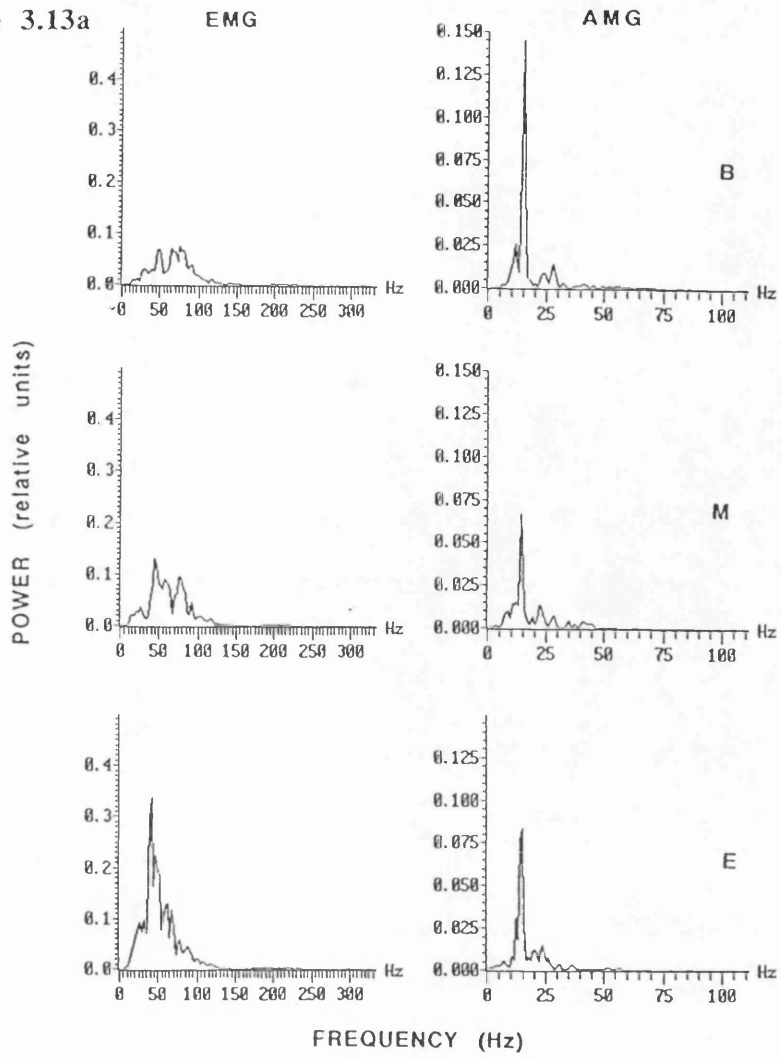 3.13a
EMG
AMG
0.4
0.3
0.2
0.1
0.0
-0 50 100 150 200 250 300 Hz
0.150
0.125
0.100
0.075
0.050
0.025
0.000
0 25 50 75 100 Hz
B
POWER (relative units)
0.4
0.3
0.2
0.1
0.0
0 50 100 150 200 250 300 Hz
0.150
0.125
0.100
0.075
0.050
0.025
0.000
0 25 50 75 100 Hz
M
0.4
0.3
0.2
0.1
0.0
0 50 100 150 200 250 300 Hz
0.125
0.100
0.075
0.050
0.025
0.000
0 25 50 75 100 Hz
E
FREQUENCY (Hz)